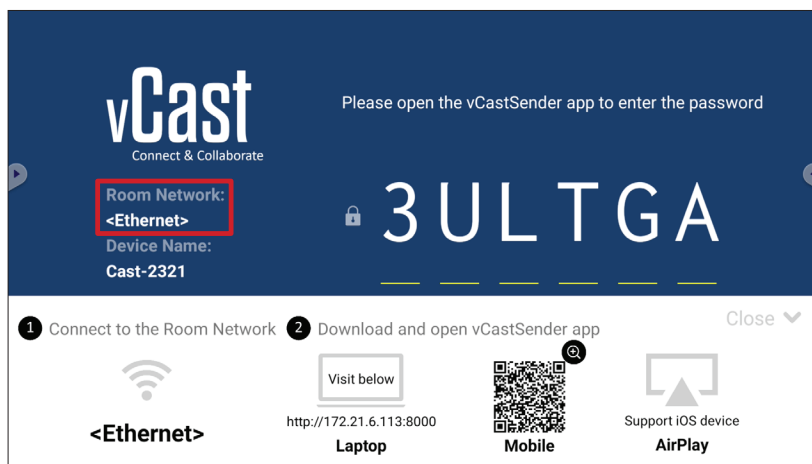 vCast
Connect & Collaborate
Please open the vCastSender app to enter the password
Room Network:
<Ethernet>
Device Name:
Cast-2321
3ULTGA
Close
1 Connect to the Room Network
2 Download and open vCastSender app
<Ethernet>
Visit below
http://172.21.6.113:8000
Laptop
Mobile
Support iOS device
AirPlay